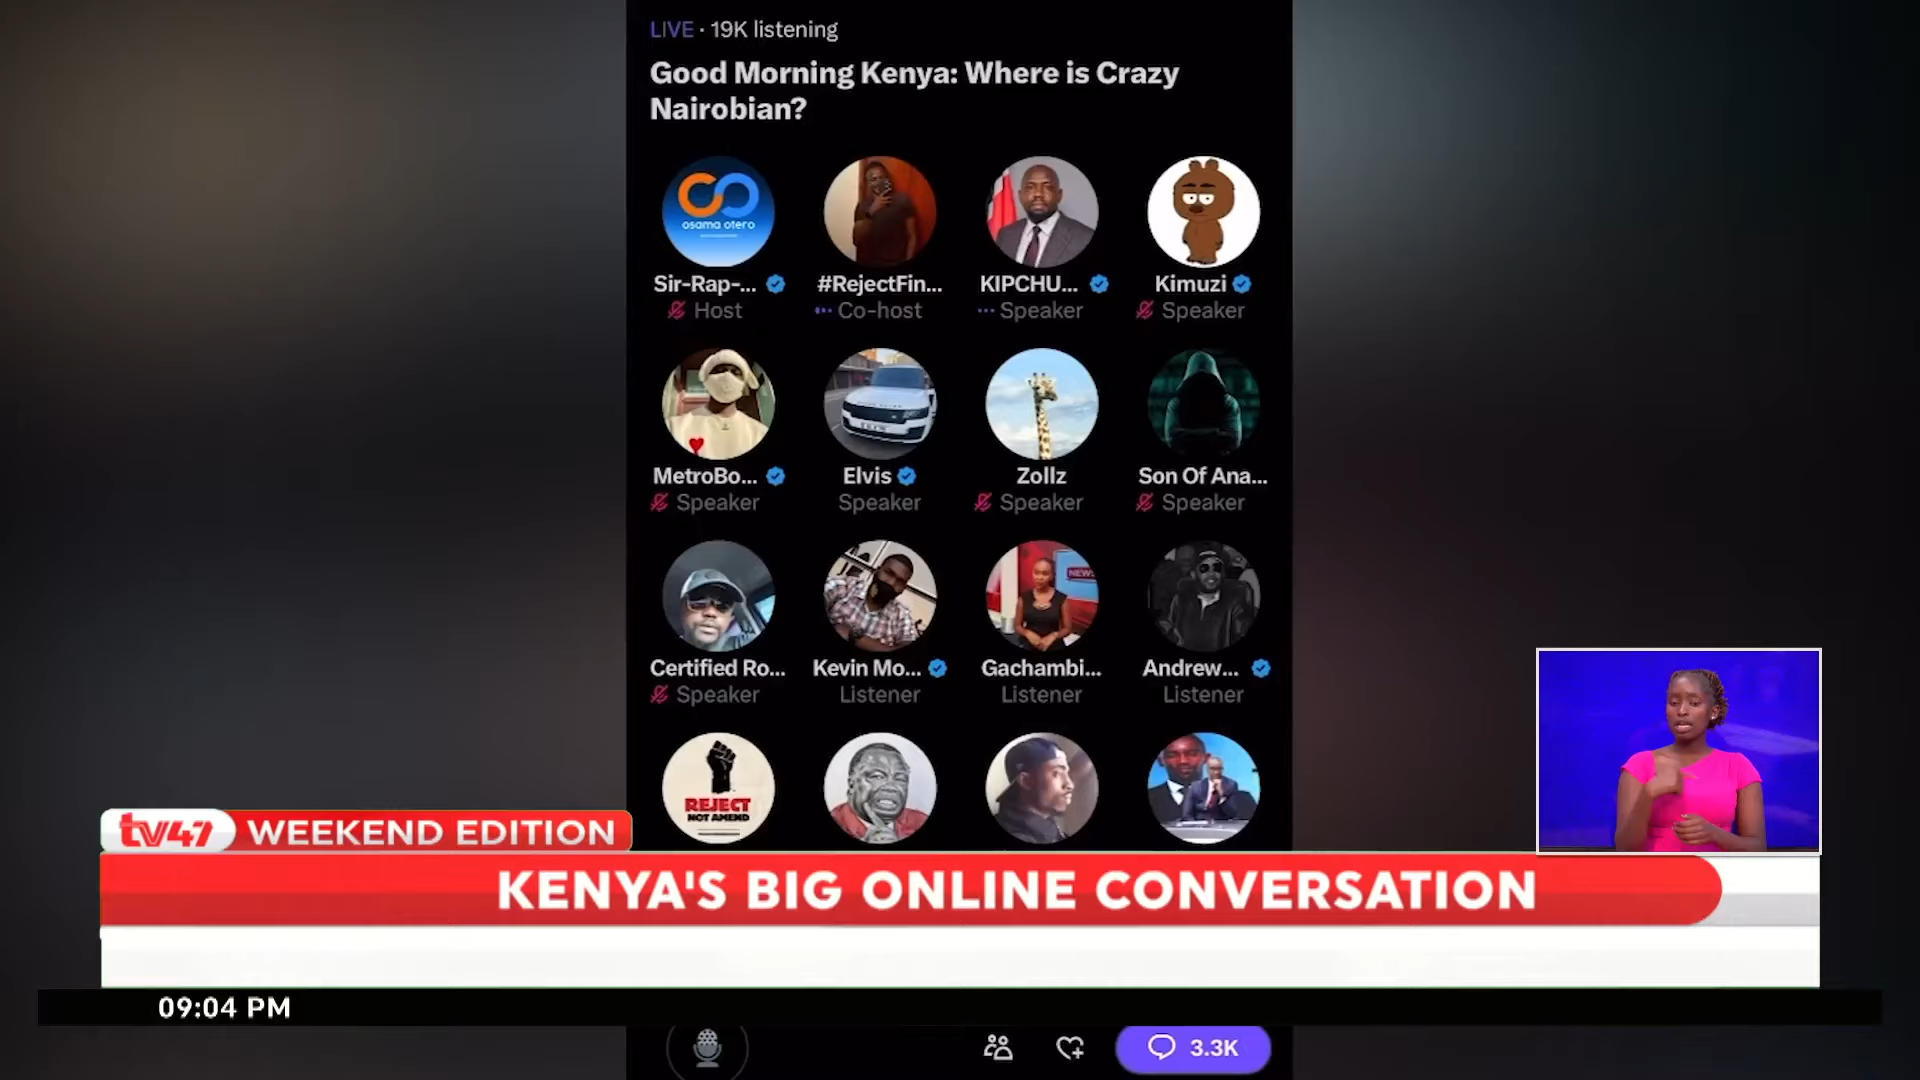 LIVE · 19K listening
Good Morning Kenya: Where is Crazy
Nairobian?
osama otero
Sir-Rap-... #RejectFin... KIPCHU... Kimuzi
Host Co-host Speaker Speaker
MetroBo... Elvis Zollz Son Of Ana...
Speaker Speaker Speaker Speaker
NEWS
Certified Ro... Kevin Mo... Gachambi... Andrew...
Speaker Listener Listener Listener
REJECT
NOT AMEND
tv47 WEEKEND EDITION
KENYA'S BIG ONLINE CONVERSATION
09:04 PM
3.3K